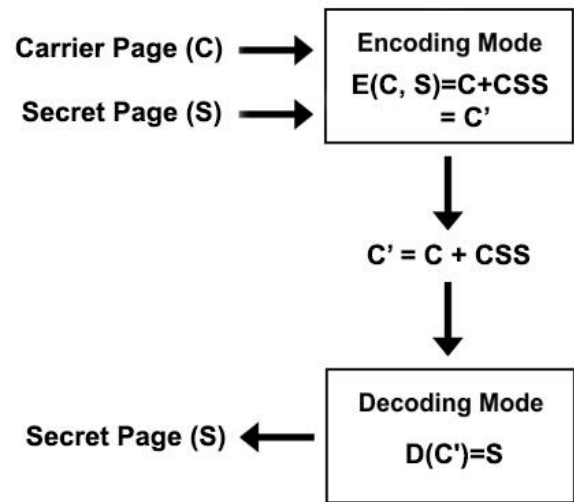 Carrier Page (C)
Secret Page (S)
Encoding Mode
E(C, S)=C+CSS
= C’
C’ = C + CSS
Decoding Mode
D(C')=S
Secret Page (S)